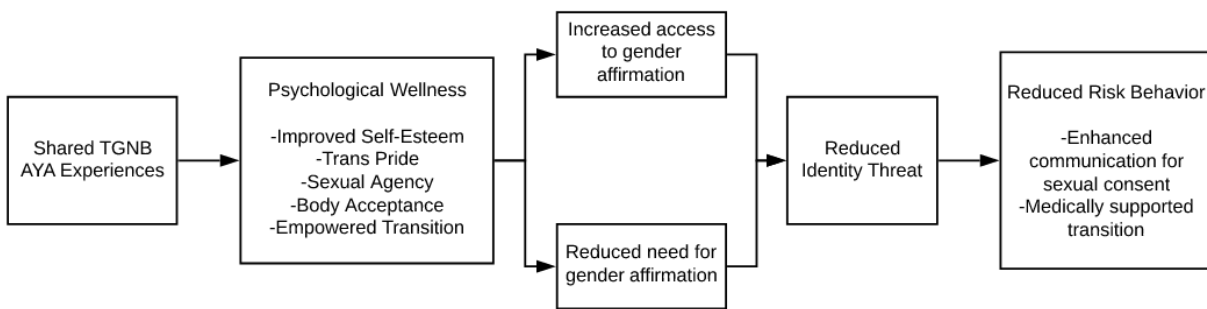 Shared TGNB
AYA Experiences
Psychological Wellness
-Improved Self-Esteem
-Trans Pride
-Sexual Agency
-Body Acceptance
-Empowered Transition
Increased access
to gender
affirmation
Reduced need for
gender affirmation
Reduced
Identity Threat
Reduced Risk Behavior
-Enhanced
communication for
sexual consent
-Medically supported
transition